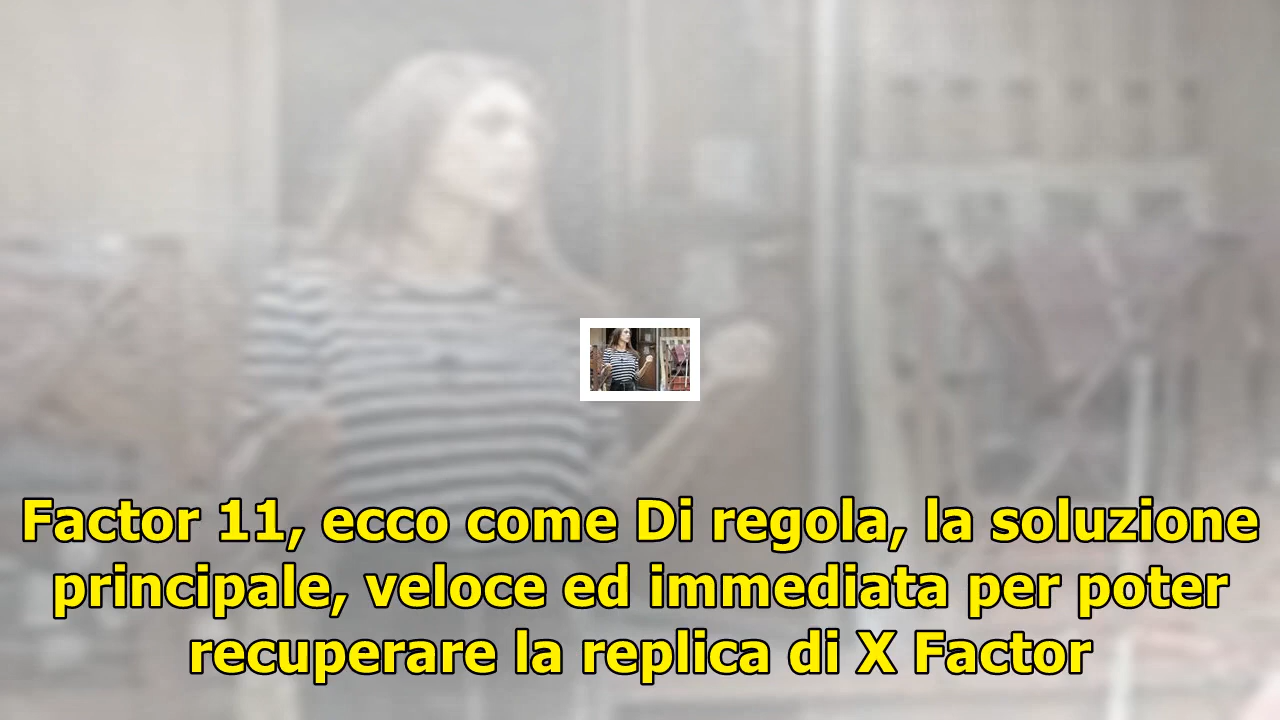 Factor 11, ecco come Di regola, la soluzione
principale, veloce ed immediata per poter
recuperare la replica di X Factor